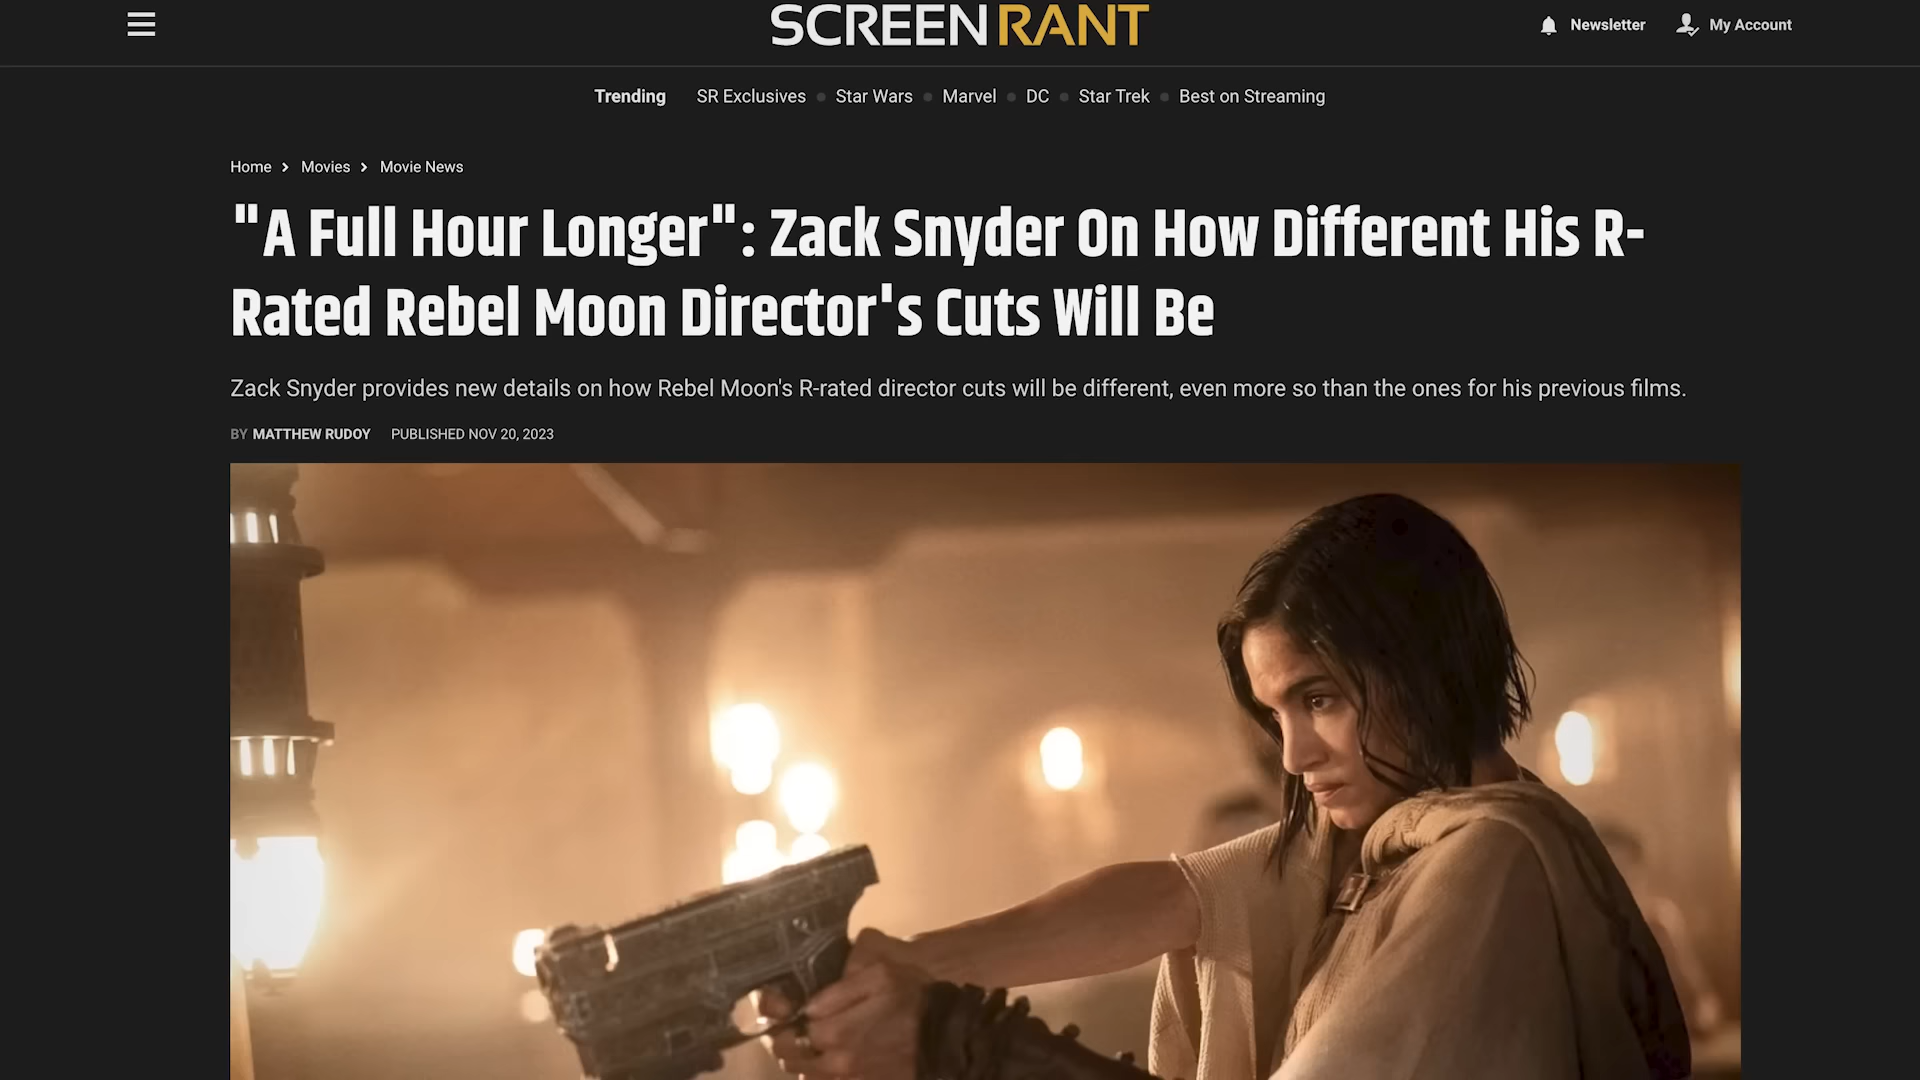 SCREENRANT
Newsletter
My Account
Trending SR Exclusives Star Wars Marvel DC Star Trek Best on Streaming
Home > Movies > Movie News
"A Full Hour Longer": Zack Snyder On How Different His R-
Rated Rebel Moon Director's Cuts Will Be
Zack Snyder provides new details on how Rebel Moon's R-rated director cuts will be different, even more so than the ones for his previous films.
BY MATTHEW RUDOY PUBLISHED NOV 20, 2023